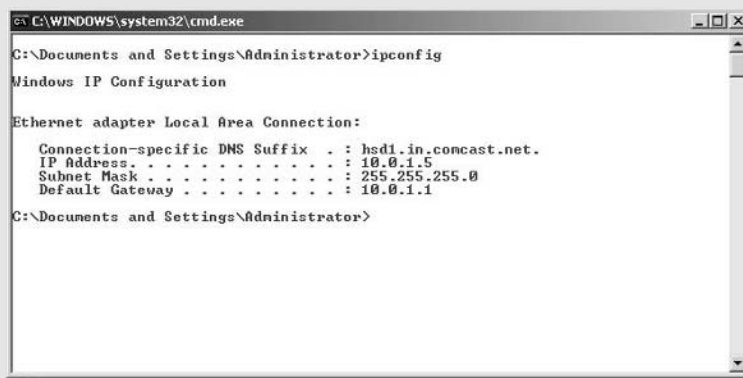 C:\WINDOWS\system32\cmd.exe
C:\Documents and Settings\Administrator>ipconfig
Windows IP Configuration
Ethernet adapter Local Area Connection:
Connection-specific DNS Suffix . : hsd1.in.comcast.net.
IP Address. . . . . . . . . . . . : 10.0.1.5
Subnet Mask . . . . . . . . . . . : 255.255.255.0
Default Gateway . . . . . . . . . : 10.0.1.1
C:\Documents and Settings\Administrator>